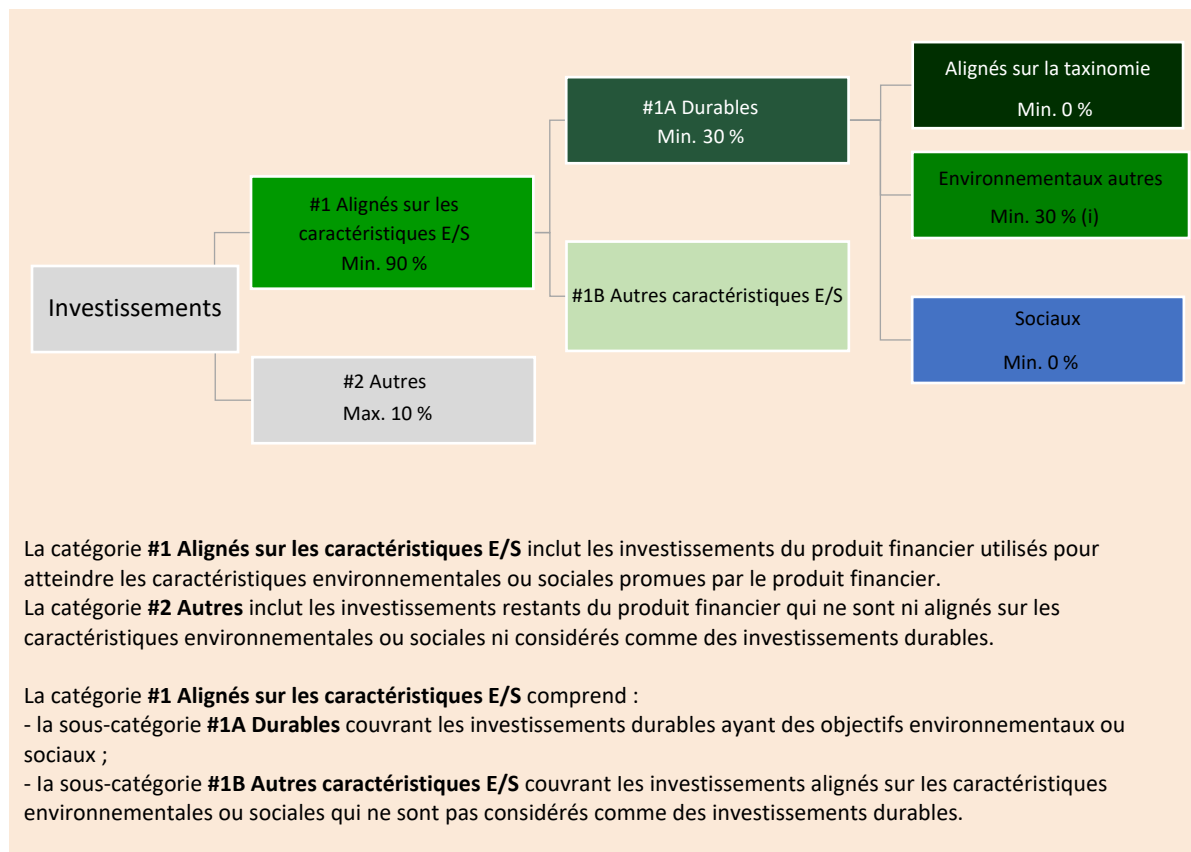 Alignés sur la taxinomie
Min. 0 %
#1A Durables
Min. 30 %
Environnementaux autres
Min. 30 % (i)
#1 Alignés sur les
caractéristiques E/S
Min. 90 %
Investissements
#1B Autres caractéristiques E/S
Sociaux
Min. 0 %
#2 Autres
Max. 10 %
La catégorie #1 Alignés sur les caractéristiques E/S inclut les investissements du produit financier utilisés pour
atteindre les caractéristiques environnementales ou sociales promues par le produit financier.
La catégorie #2 Autres inclut les investissements restants du produit financier qui ne sont ni alignés sur les
caractéristiques environnementales ou sociales ni considérés comme des investissements durables.
La catégorie #1 Alignés sur les caractéristiques E/S comprend :
- la sous-catégorie #1A Durables couvrant les investissements durables ayant des objectifs environnementaux ou
sociaux ;
- la sous-catégorie #1B Autres caractéristiques E/S couvrant les investissements alignés sur les caractéristiques
environnementales ou sociales qui ne sont pas considérés comme des investissements durables.